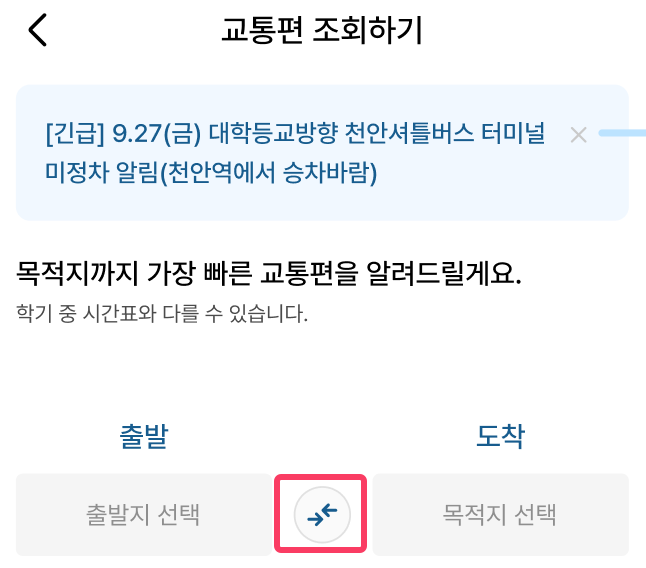 교통편 조회하기
[긴급] 9.27(금) 대학등교방향 천안셔틀버스 터미널
미정차 알림(천안역에서 승차바람)
목적지까지 가장 빠른 교통편을 알려드릴게요.
학기 중 시간표와 다를 수 있습니다.
출발 도착
출발지 선택 목적지 선택